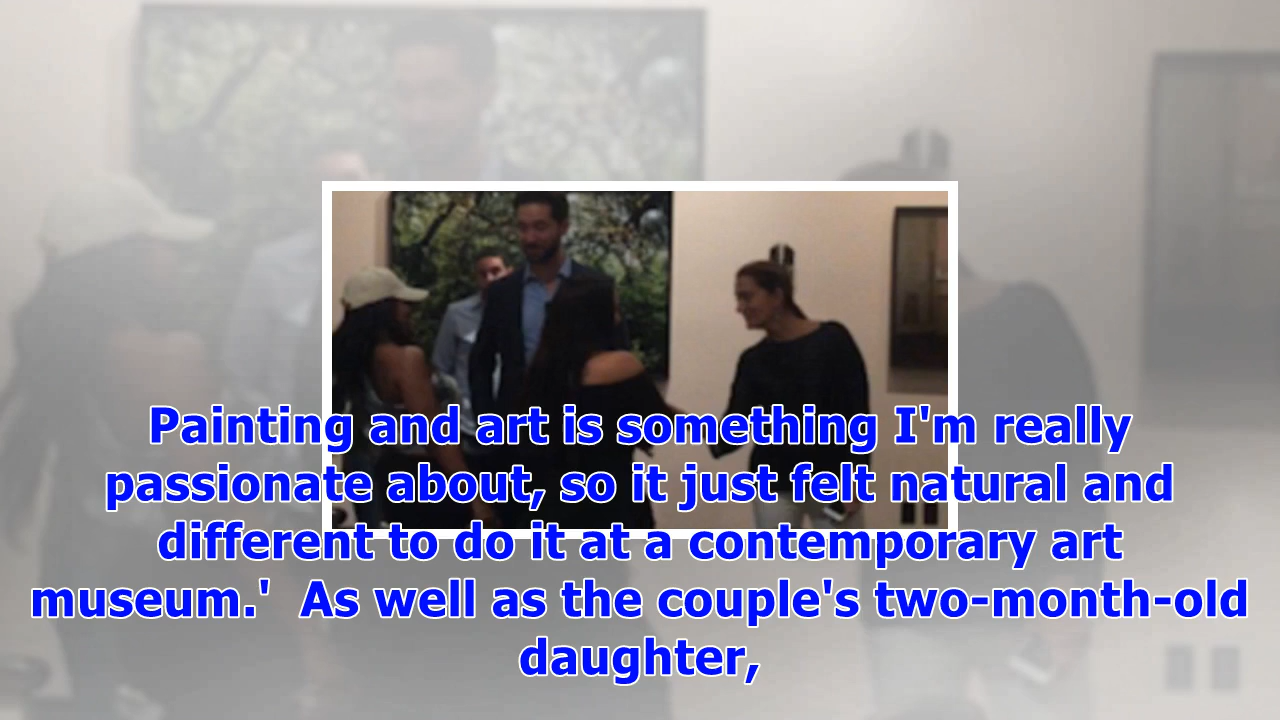 Painting and art is something I'm really
passionate about, so it just felt natural and
different to do it at a contemporary art
museum.'  As well as the couple's two-month-old
daughter,